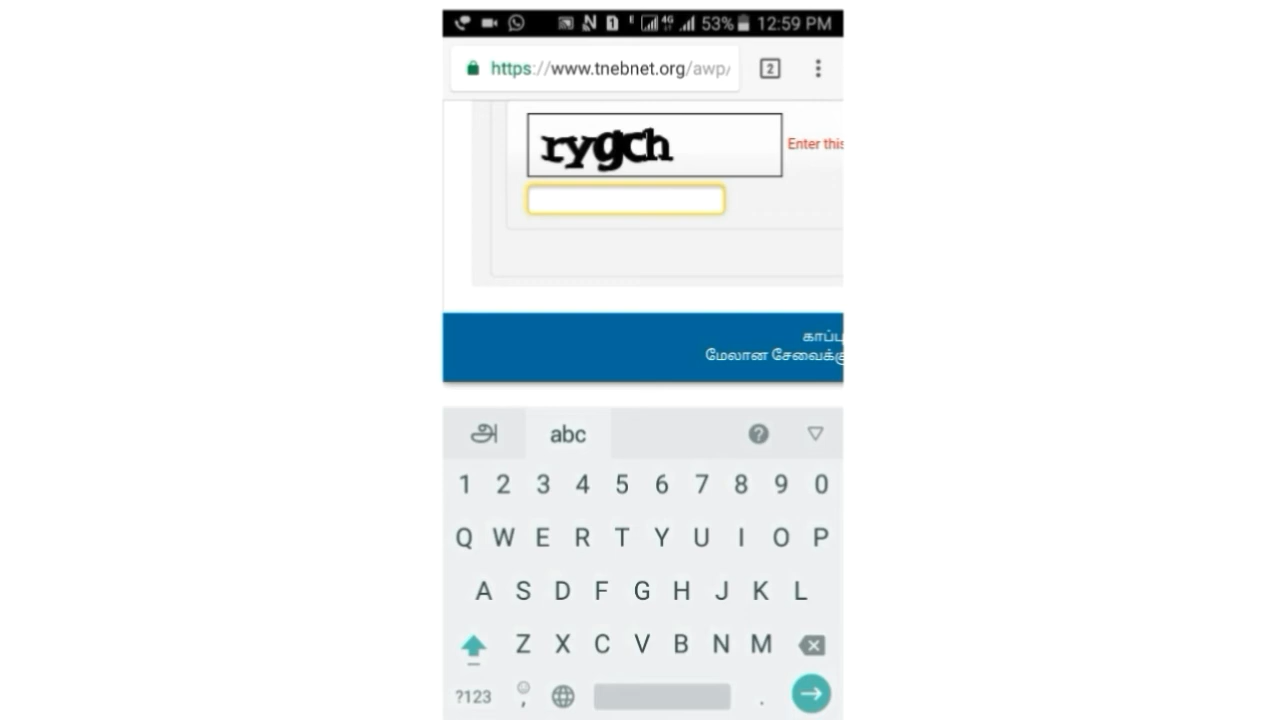 53% 12:59 PM
https://www.tnebnet.org/awp/
2
rygch
Enter this
காப்பு
மேலான சேவைக்கு
அ abc
1 2 3 4 5 6 7 8 9 0
Q W E R T Y U I O P
A S D F G H J K L
Z X C V B N M
?123 , .